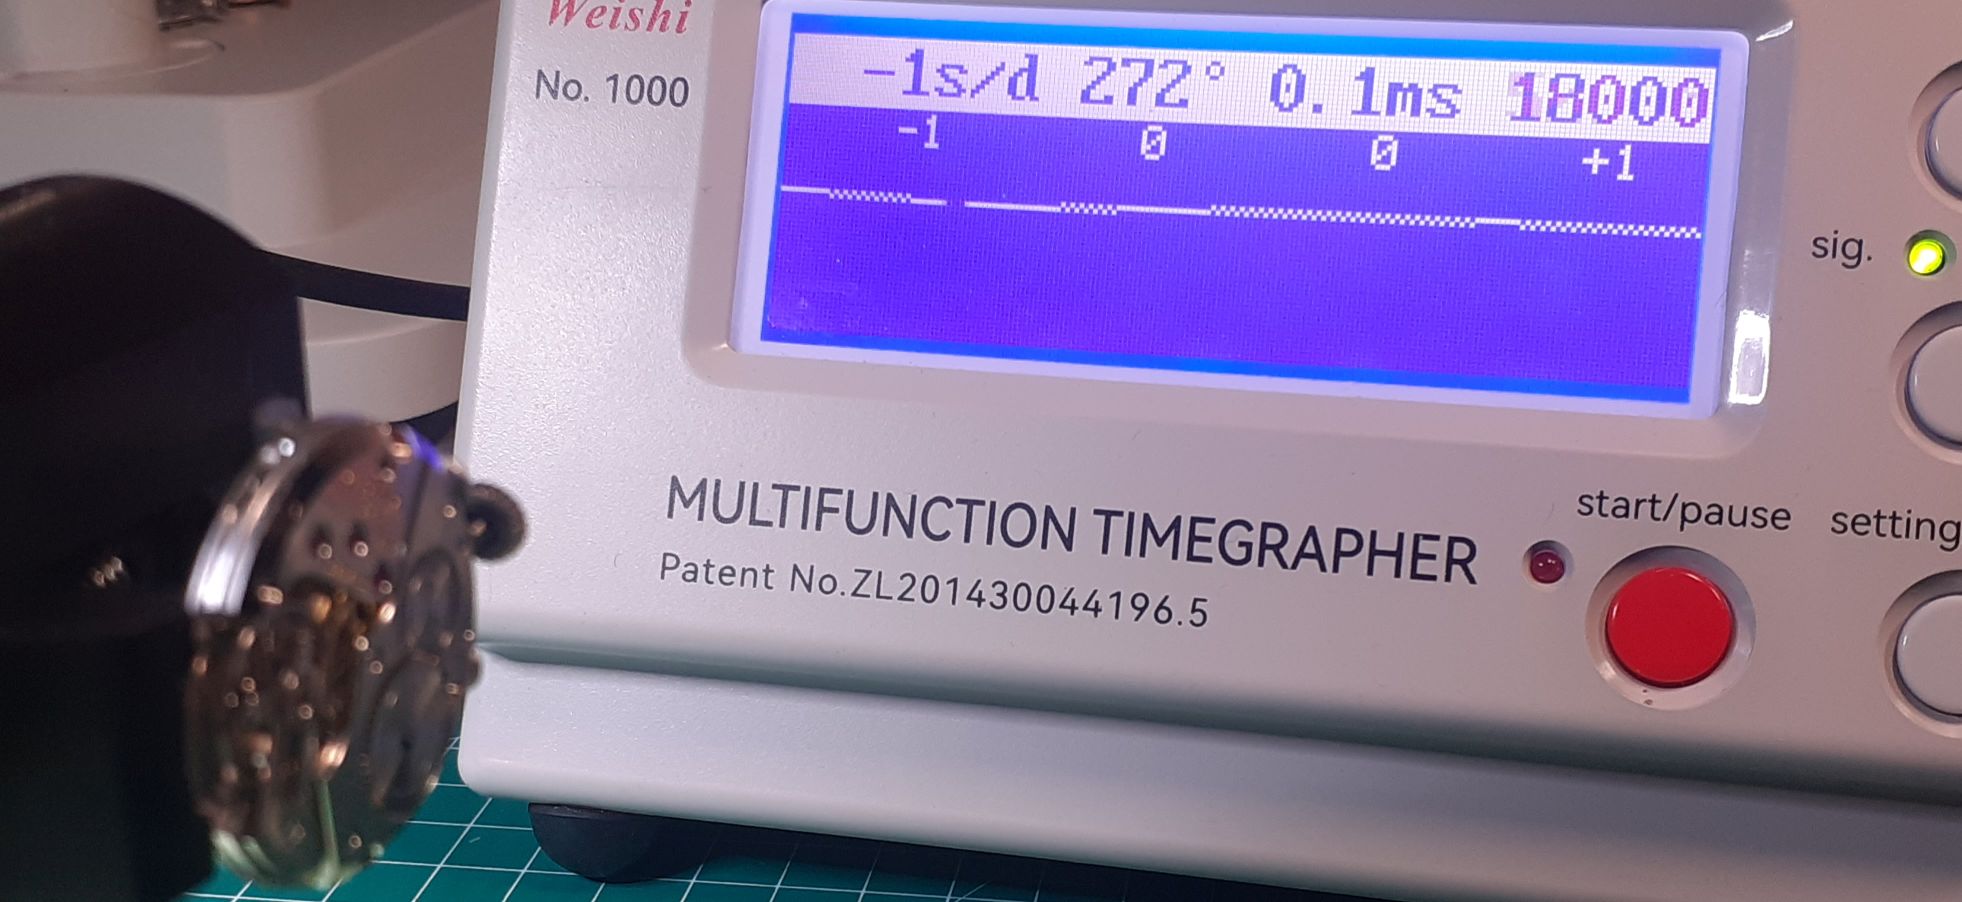 Weishi
No. 1000
-1s/d 272° 0.1ms 18000
-1 0 0 +1
sig.
MULTIFUNCTION TIMEGRAPHER
Patent No.ZL201430044196.5
start/pause
setting